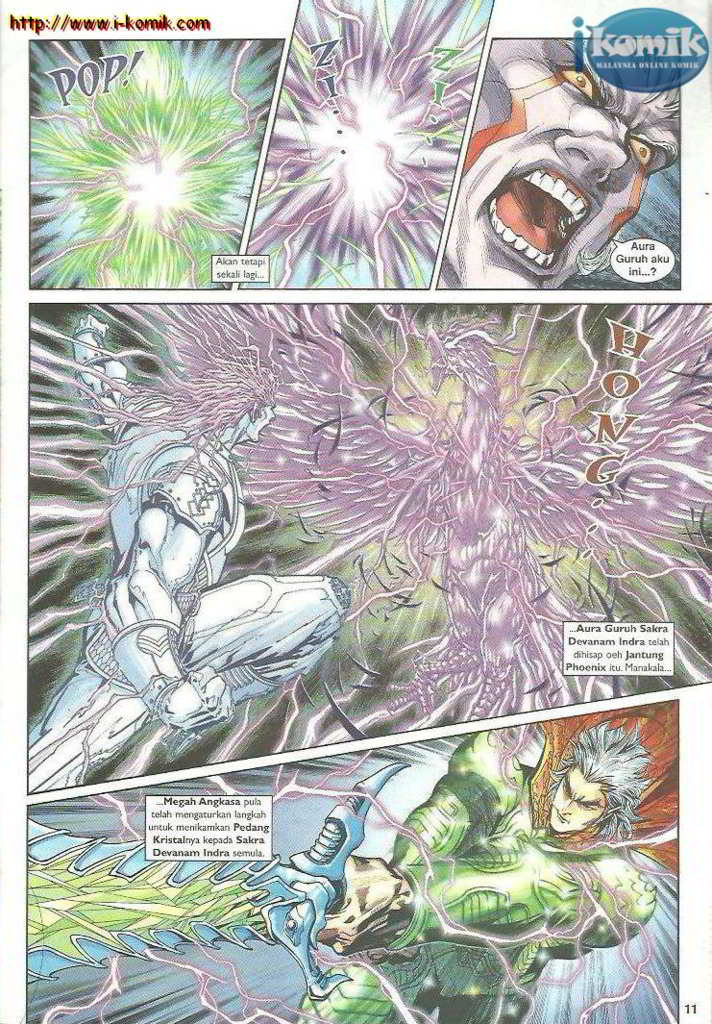 http://www.i-komik.com
ikomik
MALAYSIA ONLINE KOMIK
POP!
ZI
ZI...
ZI...
Akan tetapi
sekali lagi...
Aura
Guruh aku
ini...?
HONG...
...Aura Guruh Sakra
Devanam Indra telah
dihisap oeh Jantung
Phoenix itu. Manakala...
...Megah Angkasa pula
telah mengaturkan langkah
untuk menikamkan Pedang
Kristalnya kepada Sakra
Devanam Indra semula.
11